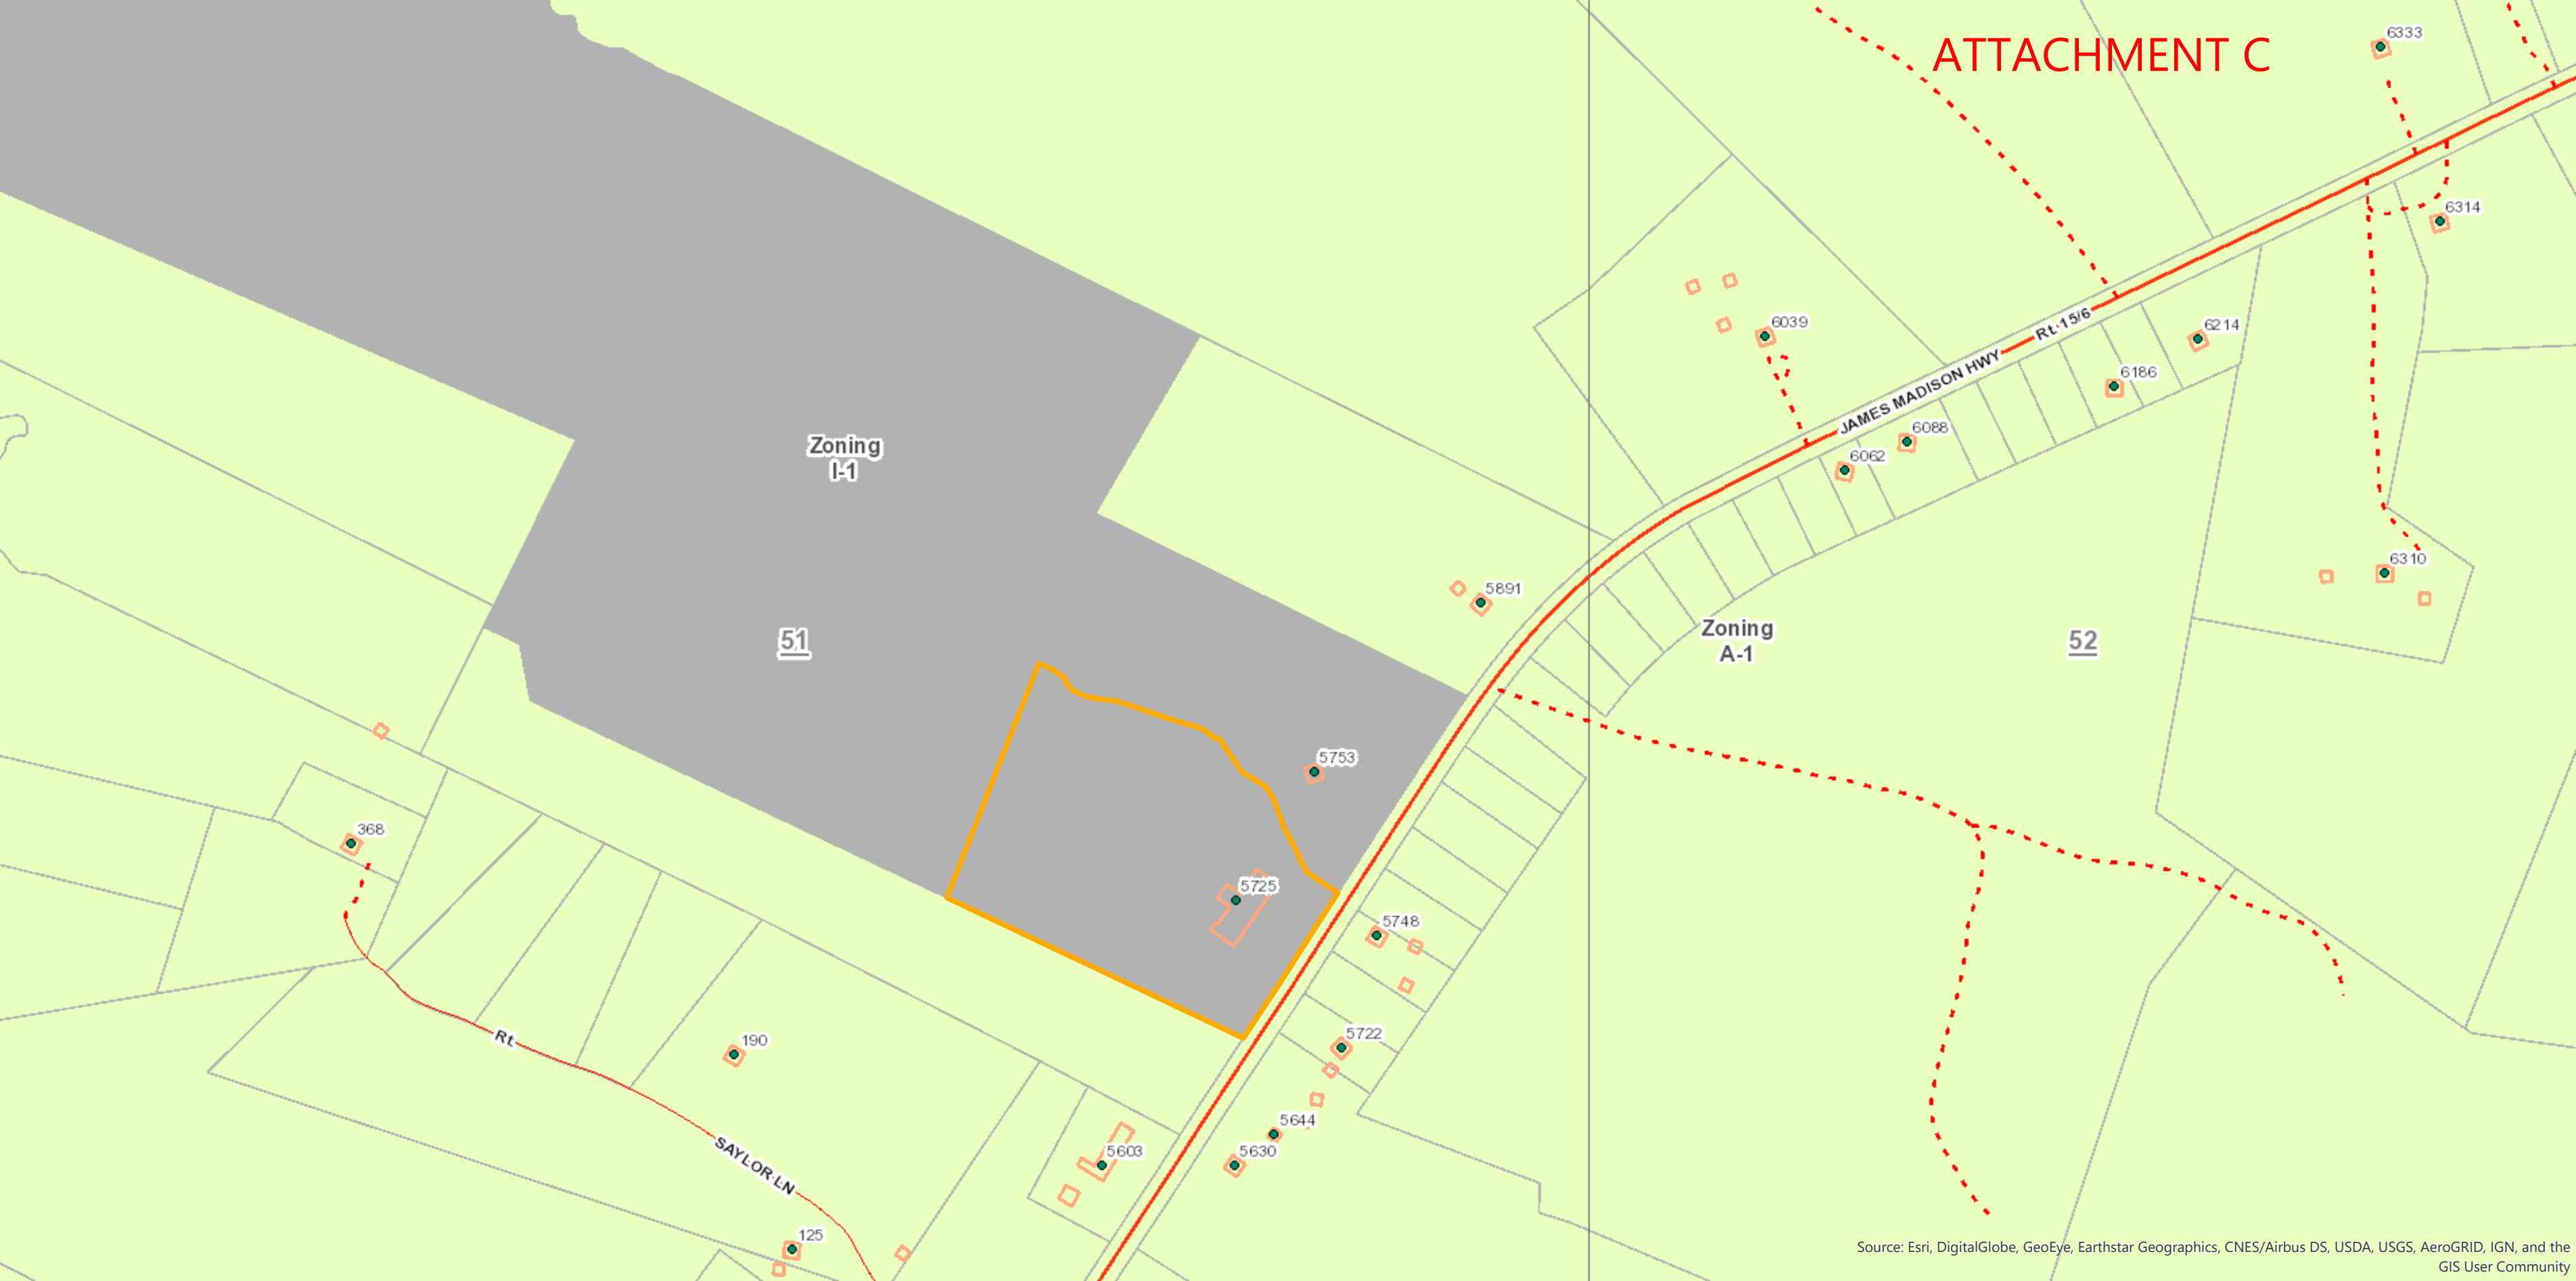 ATTACHMENT C
6333
6314
6039
Rt 15/6
6214
JAMES MADISON HWY
6186
6088
6062
Zoning
I-1
6310
5891
51
Zoning
A-1
52
5753
368
5725
5748
Rt
190
5722
5644
5603
5630
SAYLOR LN
125
Source: Esri, DigitalGlobe, GeoEye, Earthstar Geographics, CNES/Airbus DS, USDA, USGS, AeroGRID, IGN, and the
GIS User Community